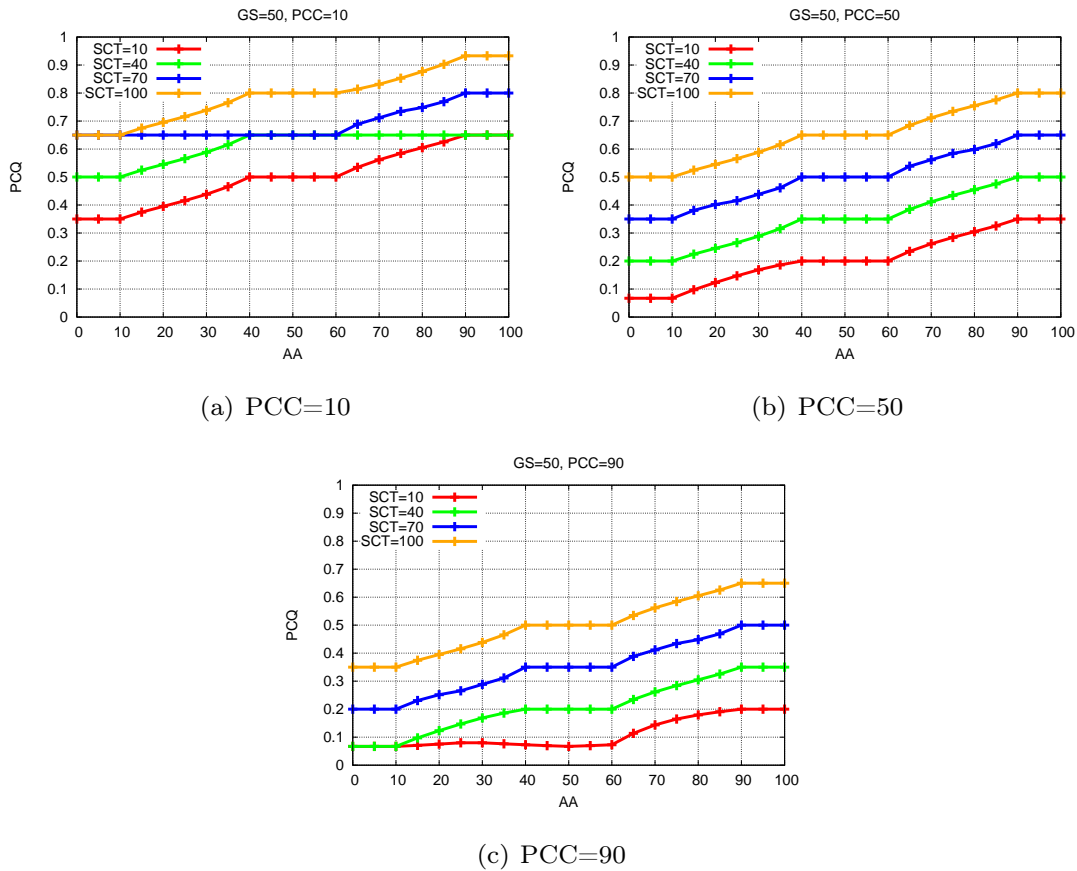 GS=50, PCC=10
1
0.9
0.8
0.7
0.6
0.5
0.4
0.3
0.2
0.1
0
PCQ
SCT=10
SCT=40
SCT=70
SCT=100
0 10 20 30 40 50 60 70 80 90 100
AA
(a) PCC=10
GS=50, PCC=50
1
0.9
0.8
0.7
0.6
0.5
0.4
0.3
0.2
0.1
0
PCQ
SCT=10
SCT=40
SCT=70
SCT=100
0 10 20 30 40 50 60 70 80 90 100
AA
(b) PCC=50
GS=50, PCC=90
1
0.9
0.8
0.7
0.6
0.5
0.4
0.3
0.2
0.1
0
PCQ
SCT=10
SCT=40
SCT=70
SCT=100
0 10 20 30 40 50 60 70 80 90 100
AA
(c) PCC=90